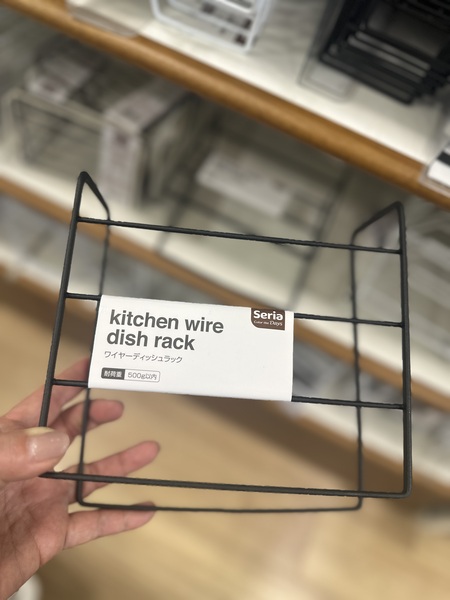 Seria
Color the Days
kitchen wire
dish rack
ワイヤーディッシュラック
耐荷重 500g以内